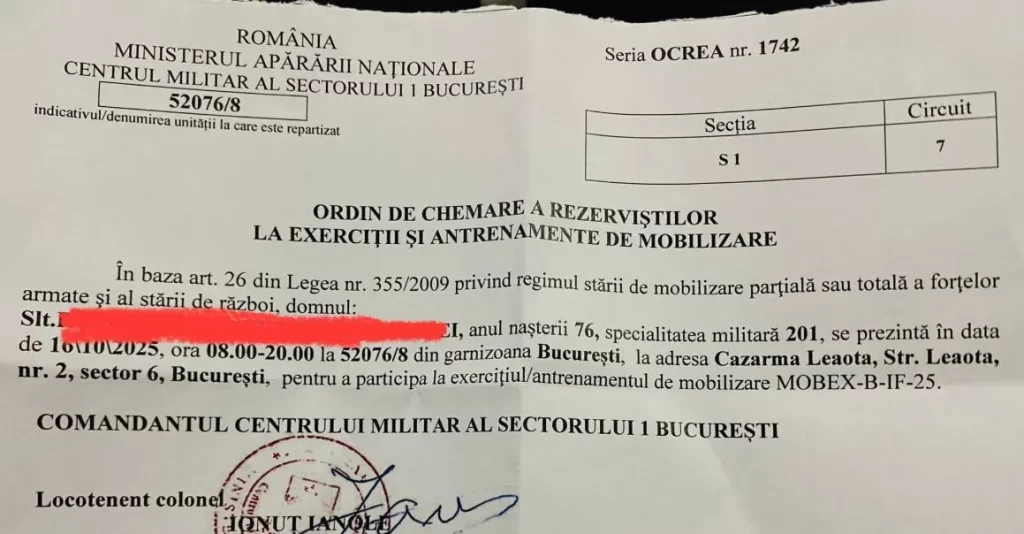 ROMÂNIA
MINISTERUL APĂRĂRII NAȚIONALE
CENTRUL MILITAR AL SECTORULUI 1 BUCUREȘTI
52076/8
indicativul/denumirea unității la care este repartizat
Seria OCREA nr. 1742
Secția Circuit
S 1 7
ORDIN DE CHEMARE A REZERVIȘTILOR
LA EXERCIȚII ȘI ANTRENAMENTE DE MOBILIZARE
În baza art. 26 din Legea nr. 355/2009 privind regimul stării de mobilizare parțială sau totală a forțelor
armate și al stării de război, domnul:
Slt. CI, anul nașterii 76, specialitatea militară 201, se prezintă în data
de 16\10\2025, ora 08.00-20.00 la 52076/8 din garnizoana București, la adresa Cazarma Leaota, Str. Leaota,
nr. 2, sector 6, București, pentru a participa la exercițiul/antrenamentul de mobilizare MOBEX-B-IF-25.
COMANDANTUL CENTRULUI MILITAR AL SECTORULUI 1 BUCUREȘTI
Locotenent colonel
IONUȚ IANOLE